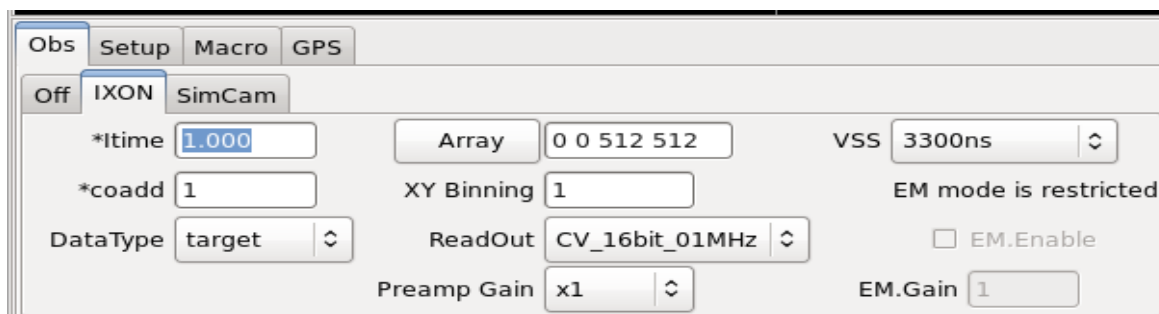 Obs Setup Macro GPS
Off IXON SimCam
*Itime 1.000 Array 0 0 512 512 VSS 3300ns
*coadd 1 XY Binning 1 EM mode is restricted
DataType target ReadOut CV_16bit_01MHz EM.Enable
Preamp Gain x1 EM.Gain 1